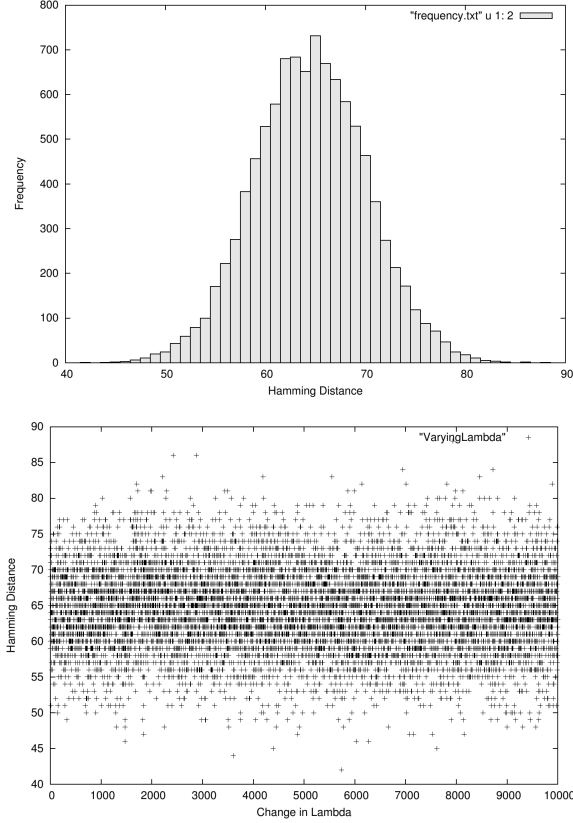 800
700
600
500
400
300
200
100
0
Frequency
"frequency.txt" u 1: 2
40 50 60 70 80 90
Hamming Distance
90
85
80
75
70
65
60
55
50
45
40
Hamming Distance
"VaryingLambda"
0 1000 2000 3000 4000 5000 6000 7000 8000 9000 10000
Change in Lambda